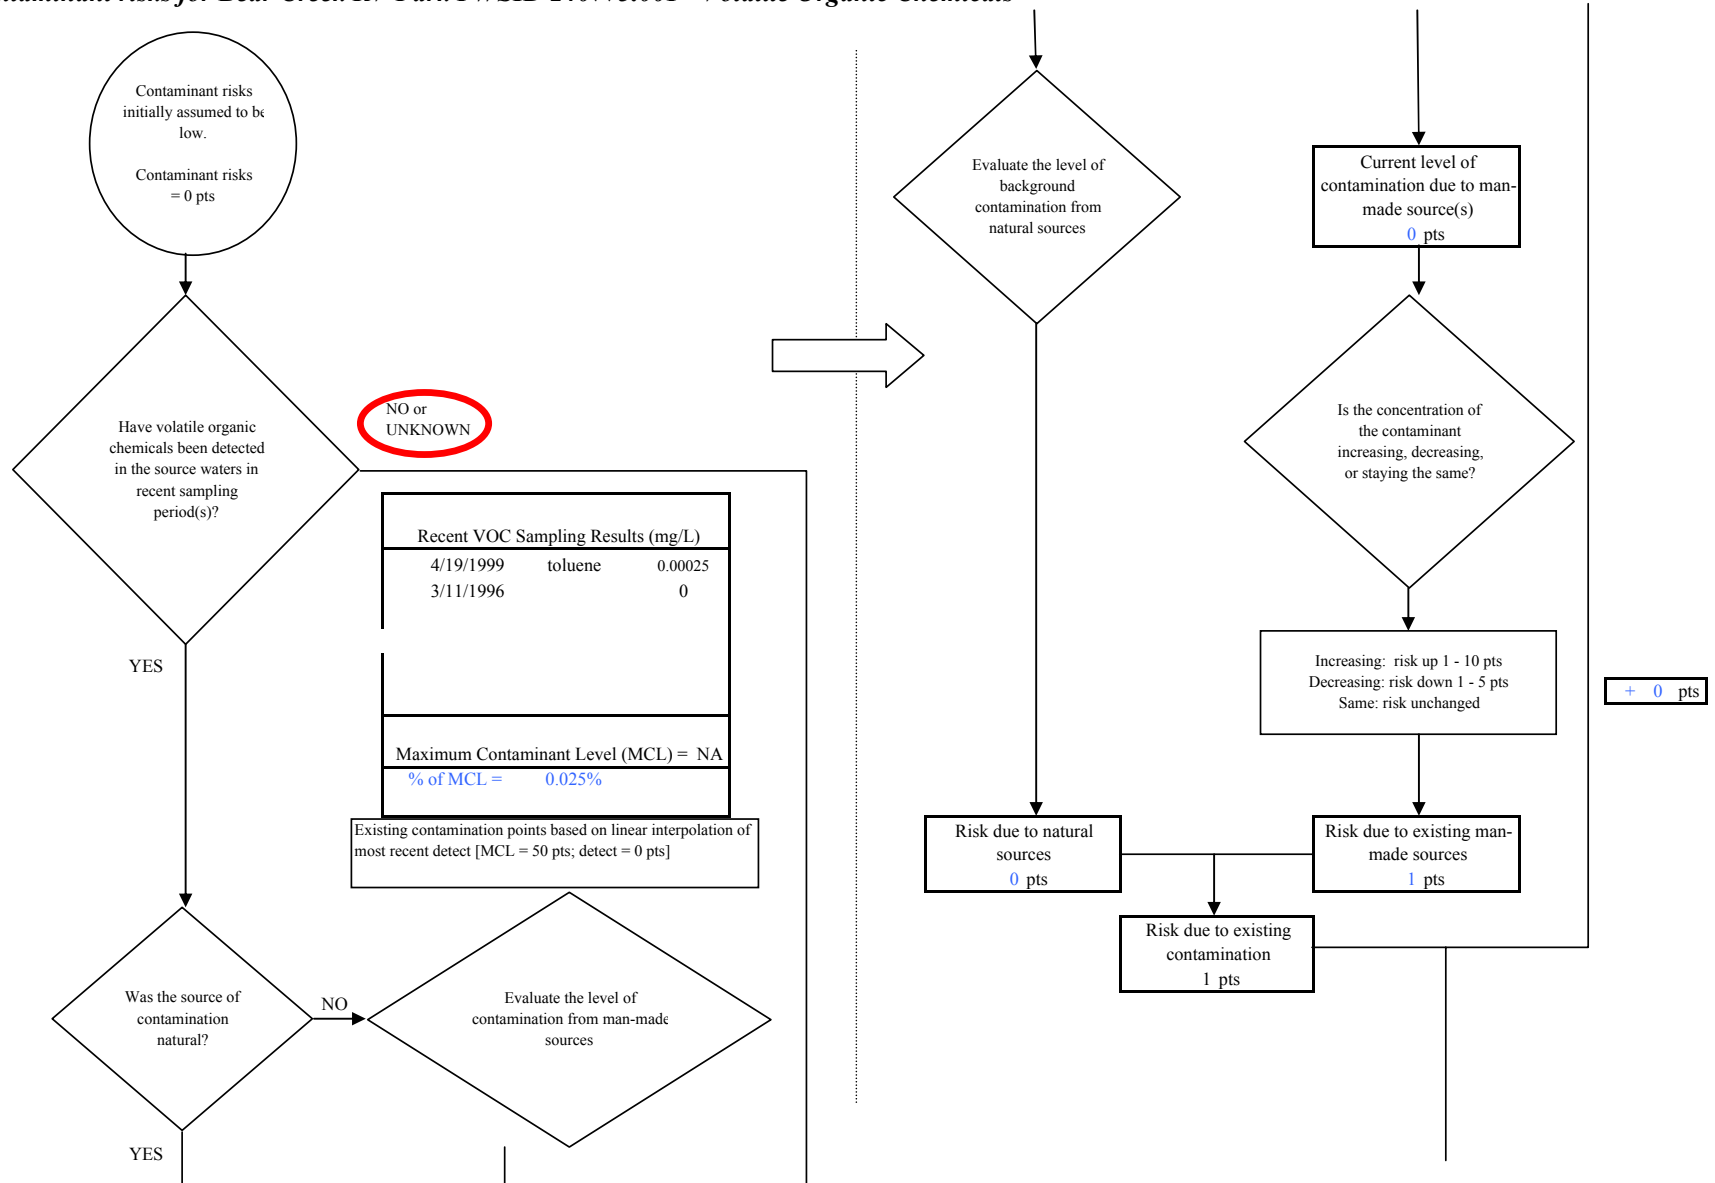 Contaminant risks
initially assumed to be
low.
Contaminant risks
= 0 pts
Have volatile organic
chemicals been detected
in the source waters in
recent sampling
period(s)?
NO or
UNKNOWN
YES
Recent VOC Sampling Results (mg/L)
4/19/1999 toluene 0.00025
3/11/1996 0
Maximum Contaminant Level (MCL) = NA
% of MCL = 0.025%
Existing contamination points based on linear interpolation of
most recent detect [MCL = 50 pts; detect = 0 pts]
Was the source of
contamination
natural?
NO
YES
Evaluate the level of
contamination from man-made
sources
Evaluate the level of
background
contamination from
natural sources
Current level of
contamination due to man-
made source(s)
0 pts
Is the concentration of
the contaminant
increasing, decreasing,
or staying the same?
Increasing: risk up 1 - 10 pts
Decreasing: risk down 1 - 5 pts
Same: risk unchanged
+ 0 pts
Risk due to natural
sources
0 pts
Risk due to existing man-
made sources
1 pts
Risk due to existing
contamination
1 pts